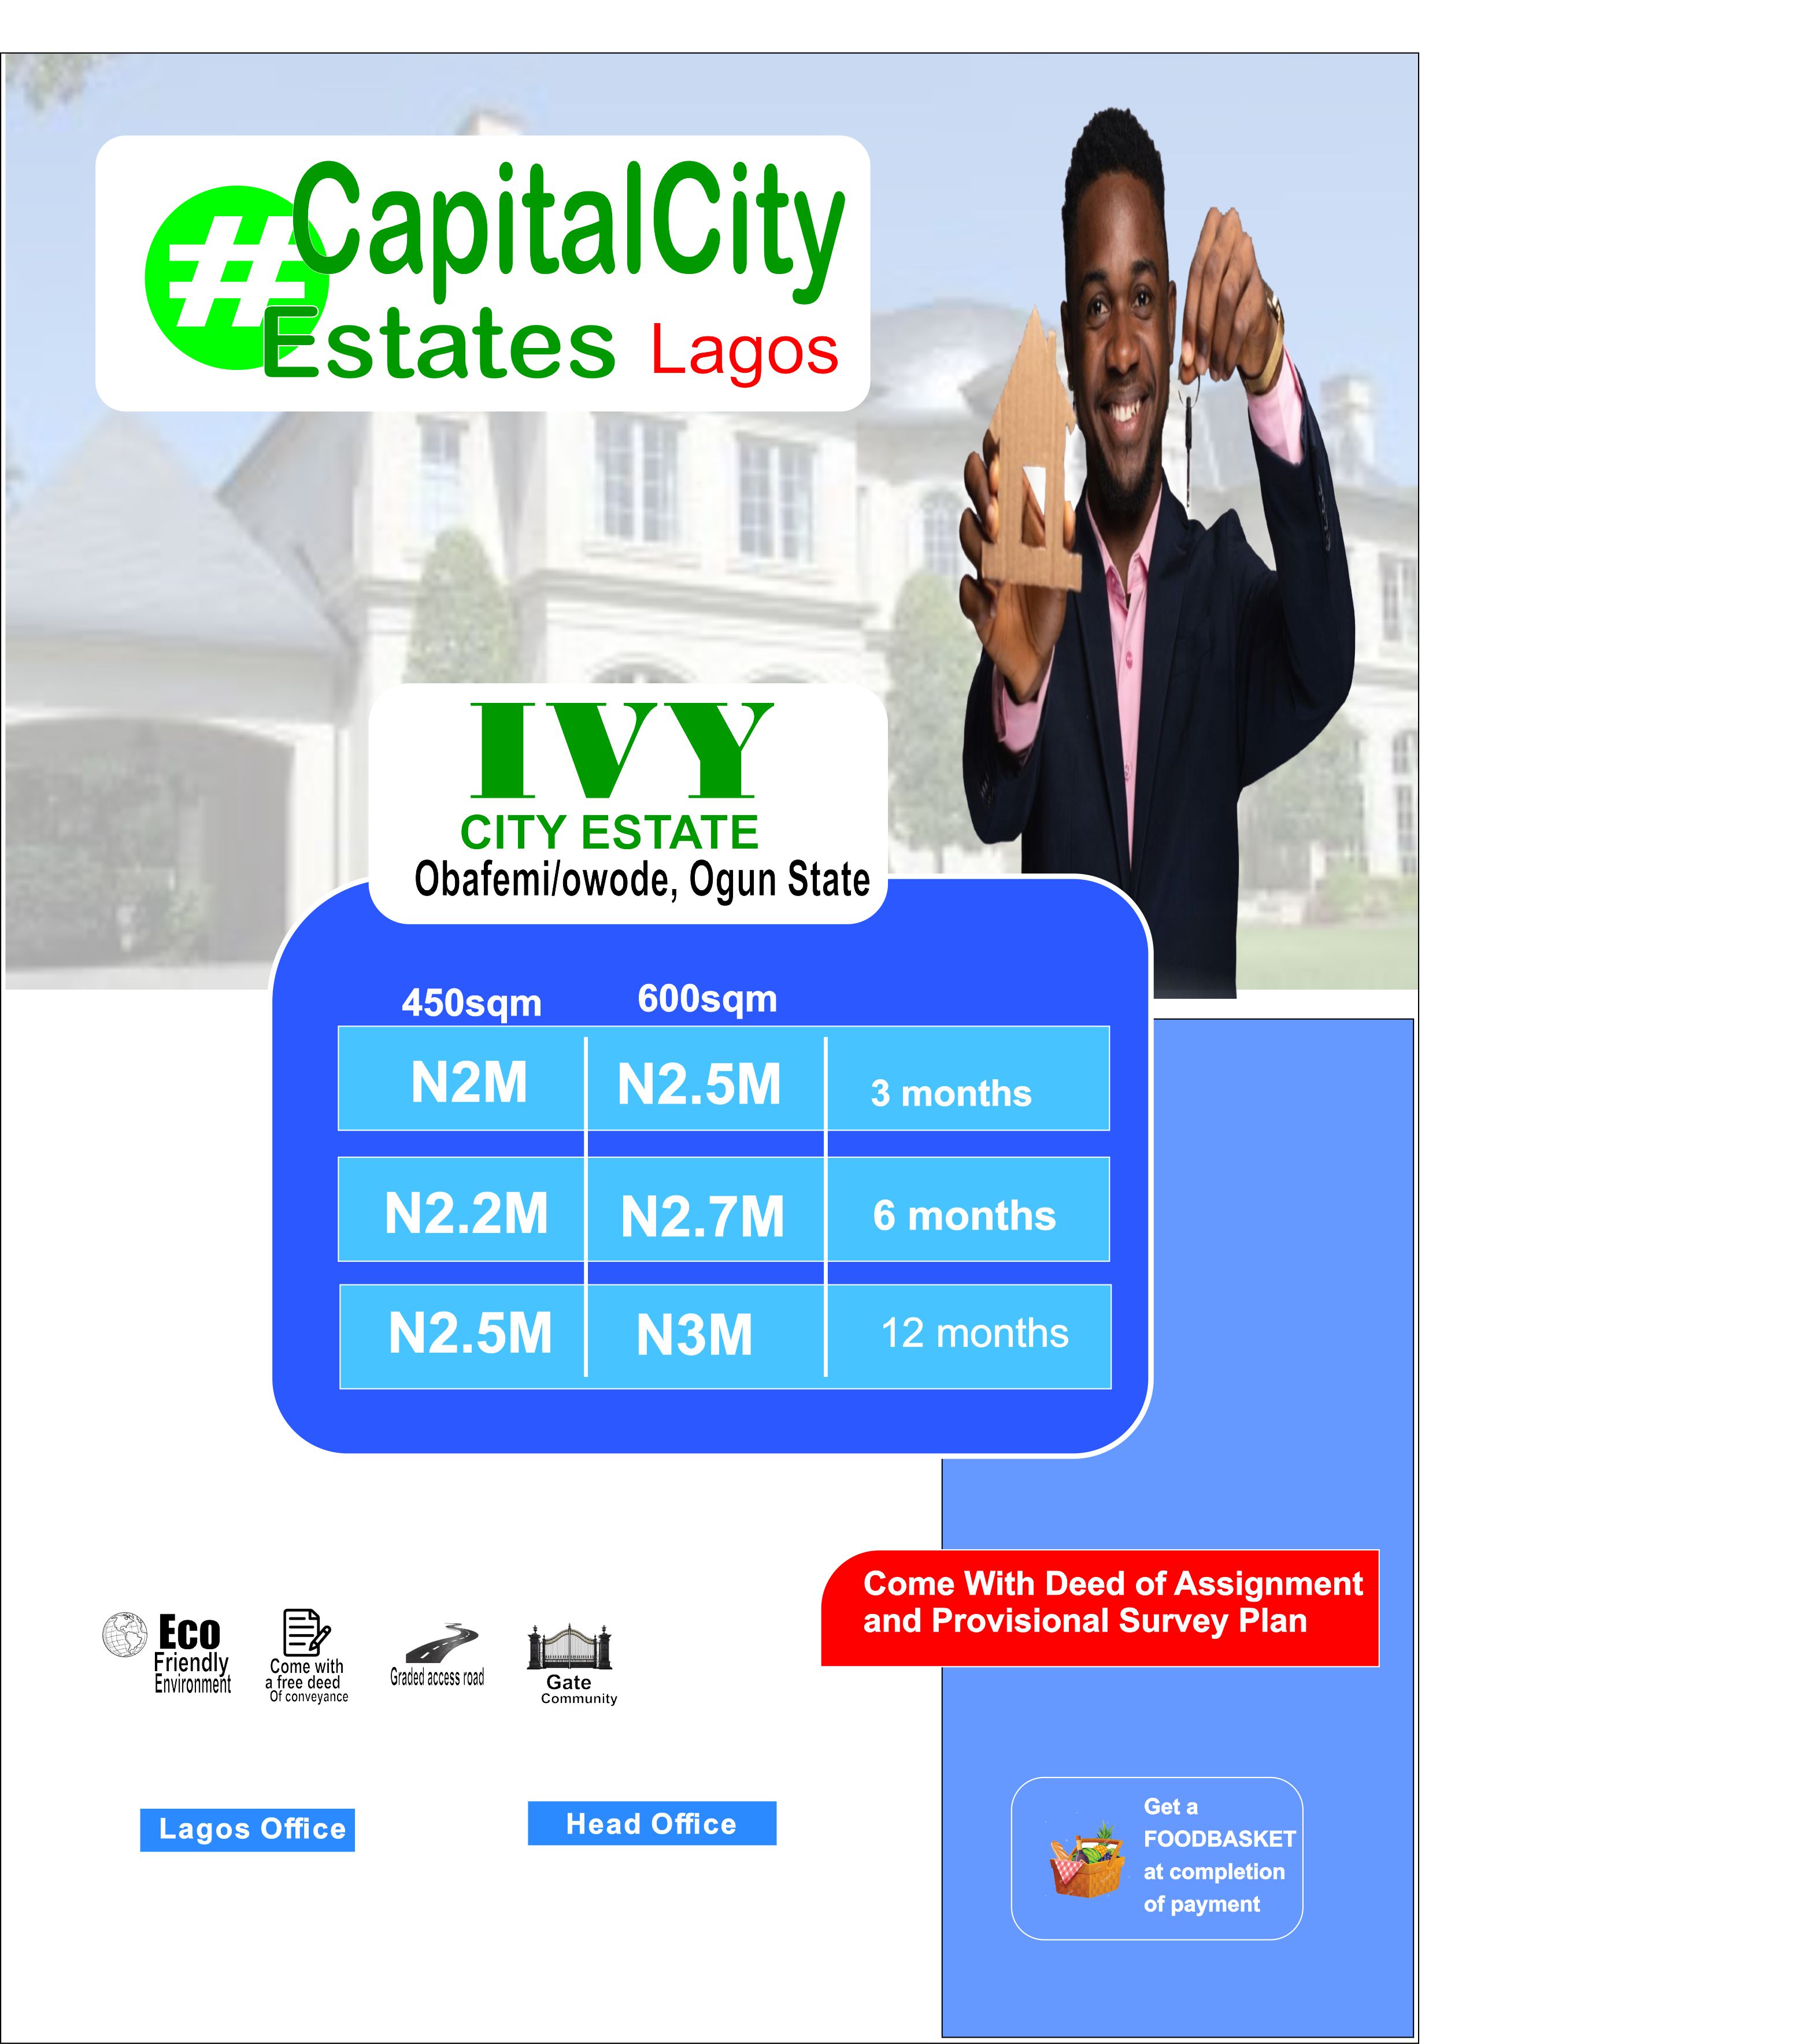 #CapitalCity
Estates Lagos
IVY
CITY ESTATE
Obafemi/owode, Ogun State
450sqm 600sqm
N2M N2.5M 3 months
N2.2M N2.7M 6 months
N2.5M N3M 12 months
Come With Deed of Assignment
and Provisional Survey Plan
Eco
Friendly
Environment
Come with
a free deed
Of conveyance
Graded access road
Gate
Community
Lagos Office
Head Office
Get a
FOODBASKET
at completion
of payment